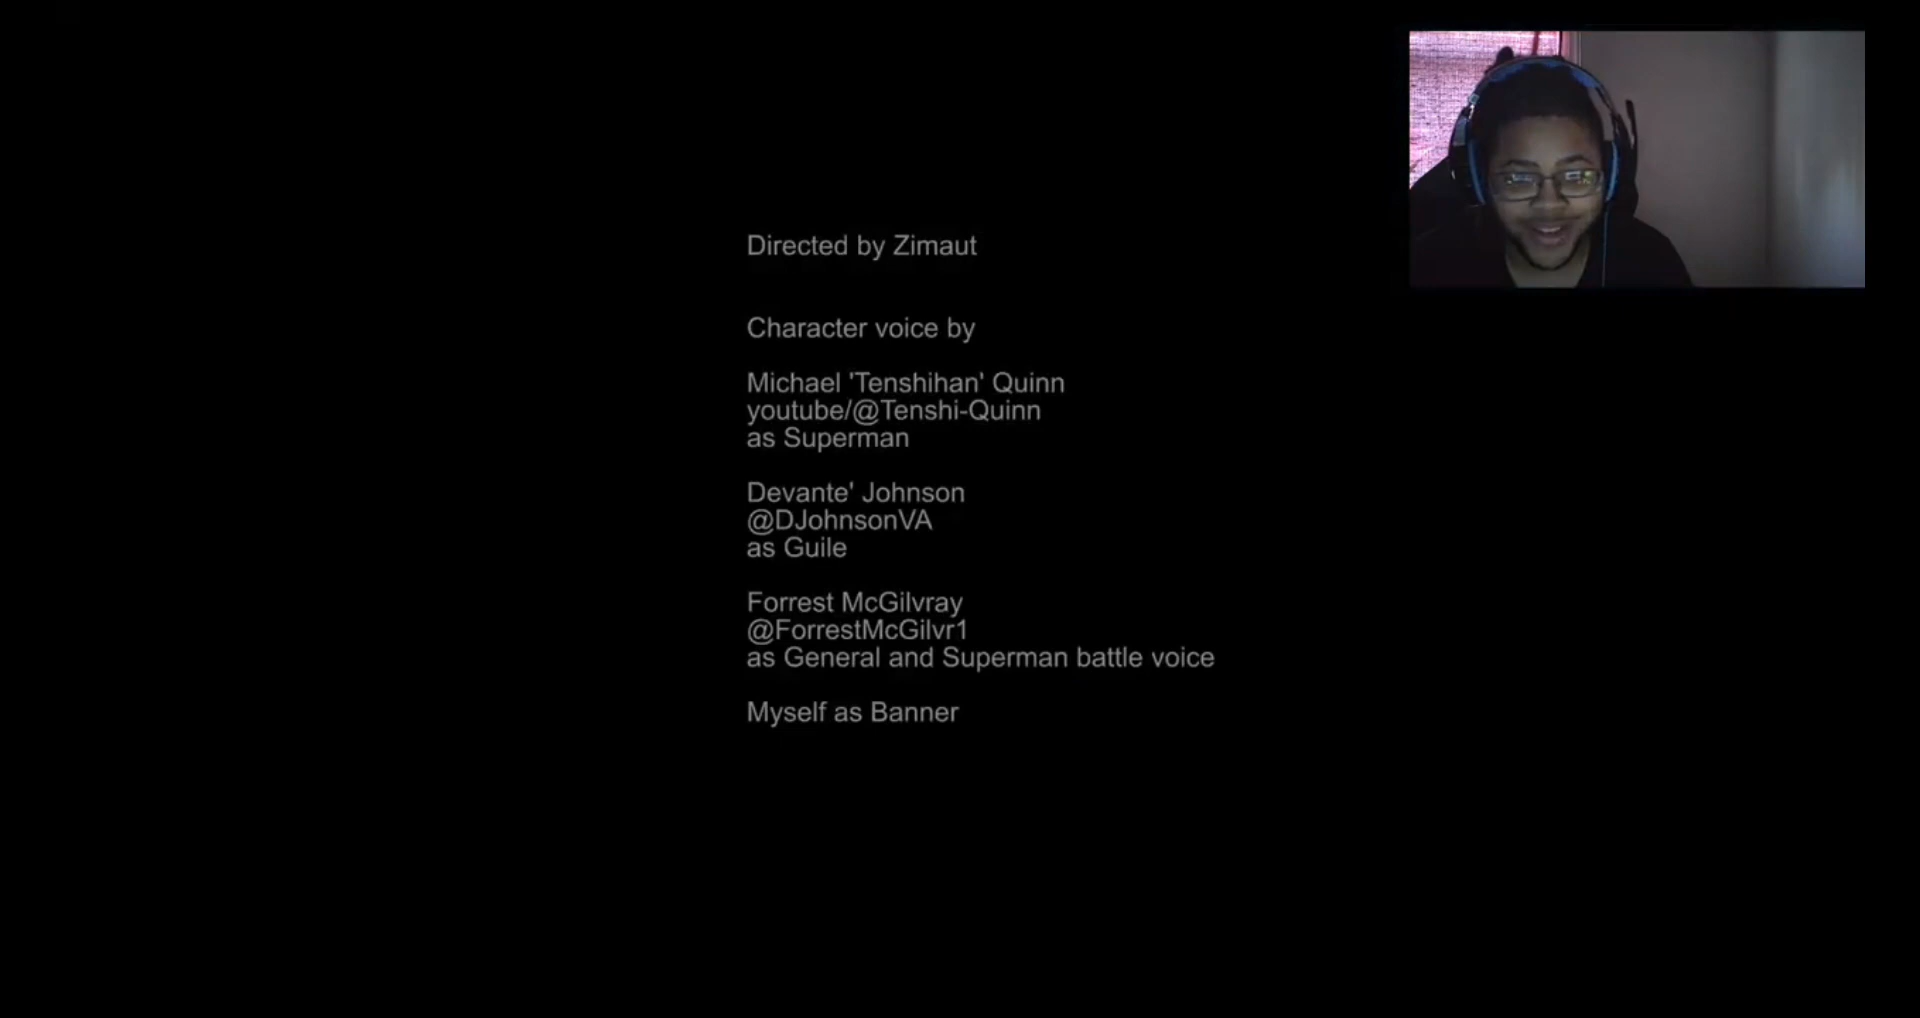 Directed by Zimaut
Character voice by
Michael 'Tenshihan' Quinn
youtube/@Tenshi-Quinn
as Superman
Devante' Johnson
@DJohnsonVA
as Guile
Forrest McGilvray
@ForrestMcGilvr1
as General and Superman battle voice
Myself as Banner